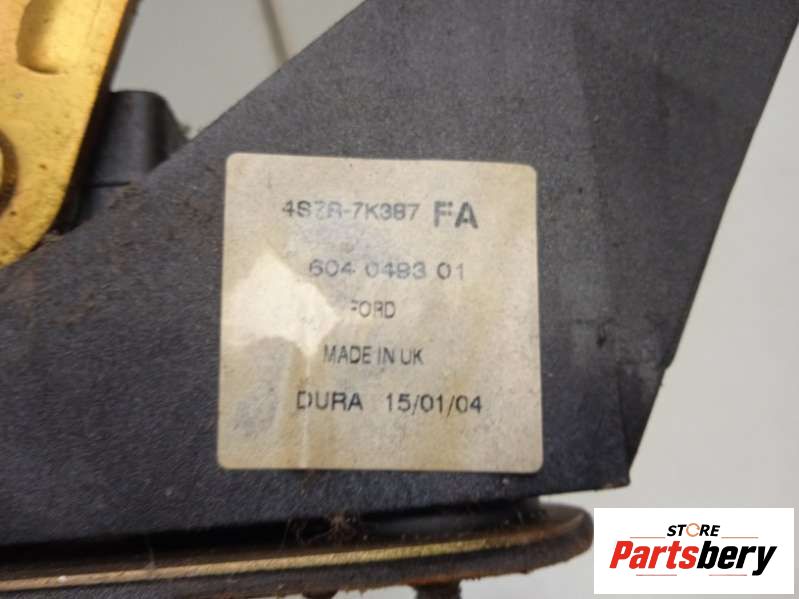 4S7R-7K387 FA
604 0483 01
FORD
MADE IN UK
DURA 15/01/04
STORE
Partsbery